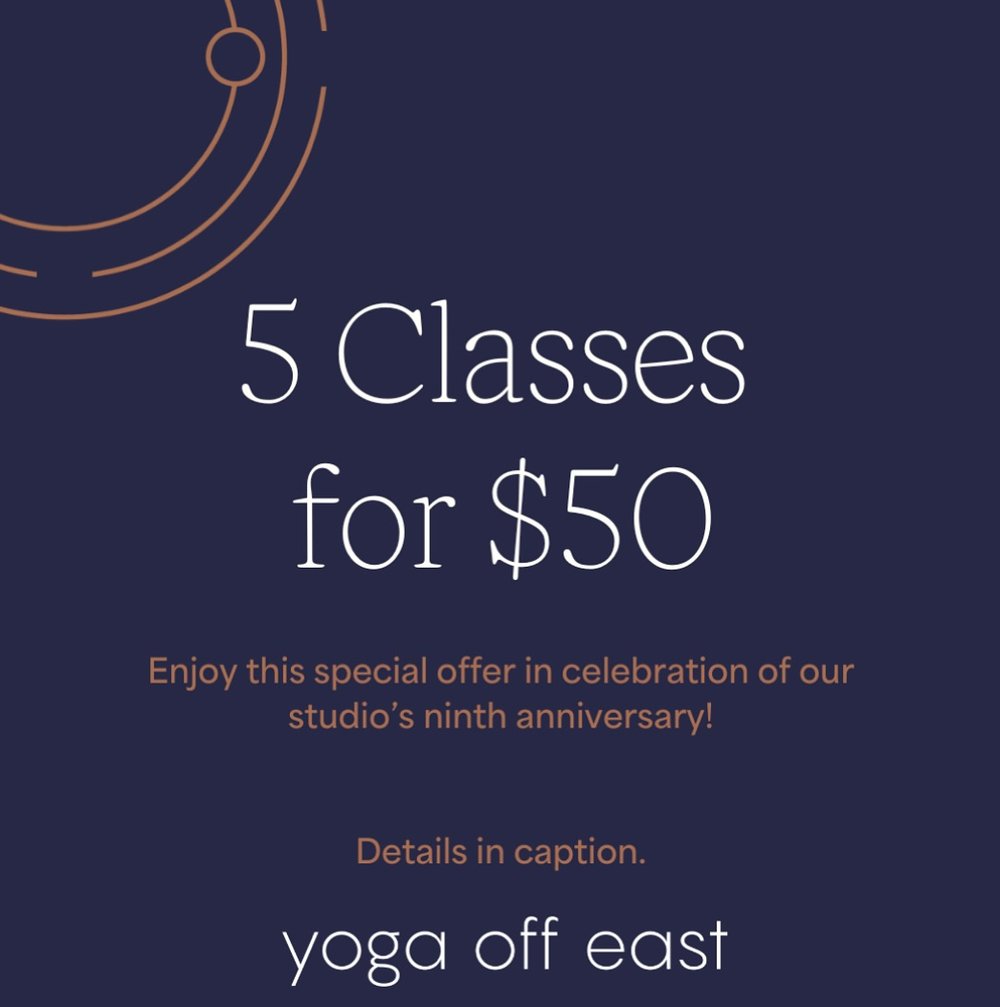 5 Classes
for $50
Enjoy this special offer in celebration of our
studio’s ninth anniversary!
Details in caption.
yoga off east